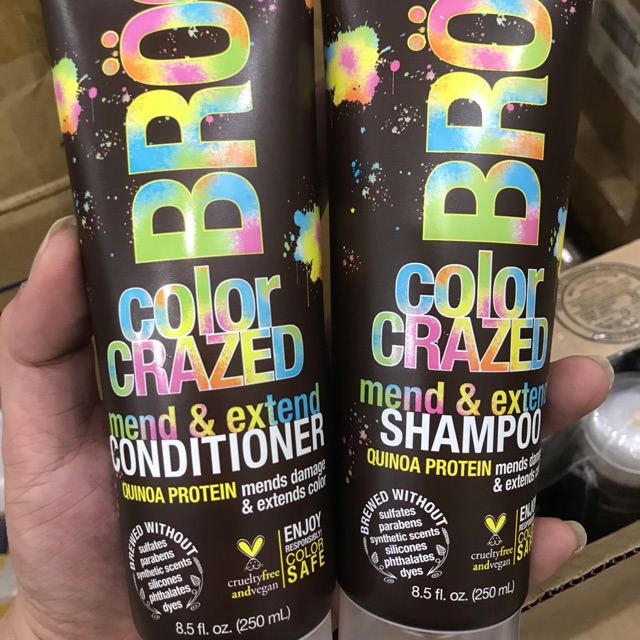 BRÖ
color
CRAZED
mend & extend
CONDITIONER
QUINOA PROTEIN mends damage
& extends color
BREWED WITHOUT
sulfates
parabens
synthetic scents
silicones
phthalates
dyes
crueltyfree
andvegan
ENJOY
RESPONSIBLY
COLOR
SAFE
8.5 fl. oz. (250 mL)
BRÖ
color
CRAZED
mend & extend
SHAMPOO
QUINOA PROTEIN mends
& extends
BREWED WITHOUT
sulfates
parabens
synthetic scents
silicones
phthalates
dyes
crueltyfree
andvegan
ENJOY
SAFE
8.5 fl. oz. (250 mL)